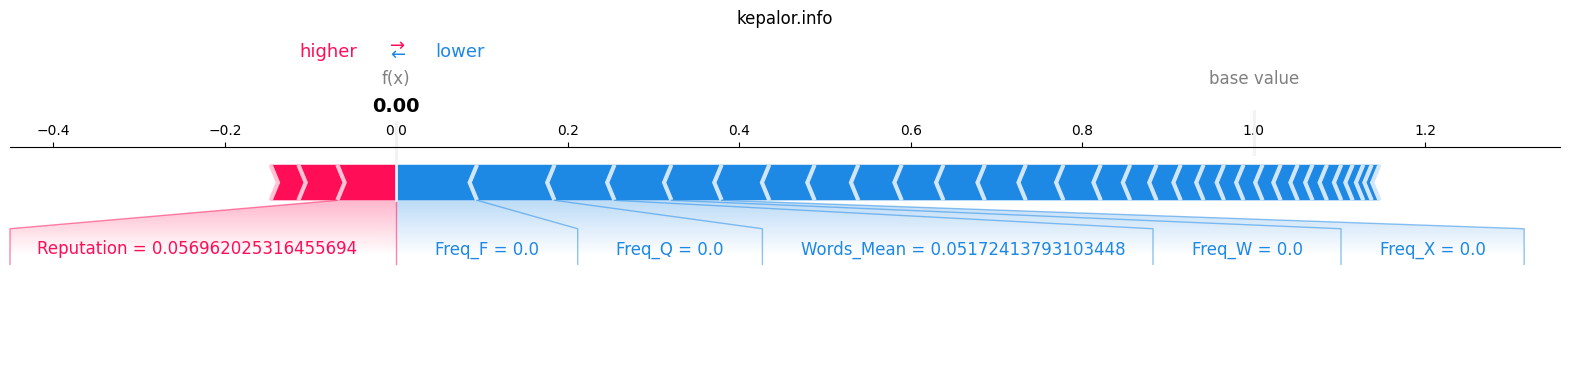 kepalor.info
higher → ← lower
f(x) base value
0.00
−0.4 −0.2 0.0 0.2 0.4 0.6 0.8 1.0 1.2
Reputation = 0.056962025316455694 Freq_F = 0.0 Freq_Q = 0.0 Words_Mean = 0.05172413793103448 Freq_W = 0.0 Freq_X = 0.0